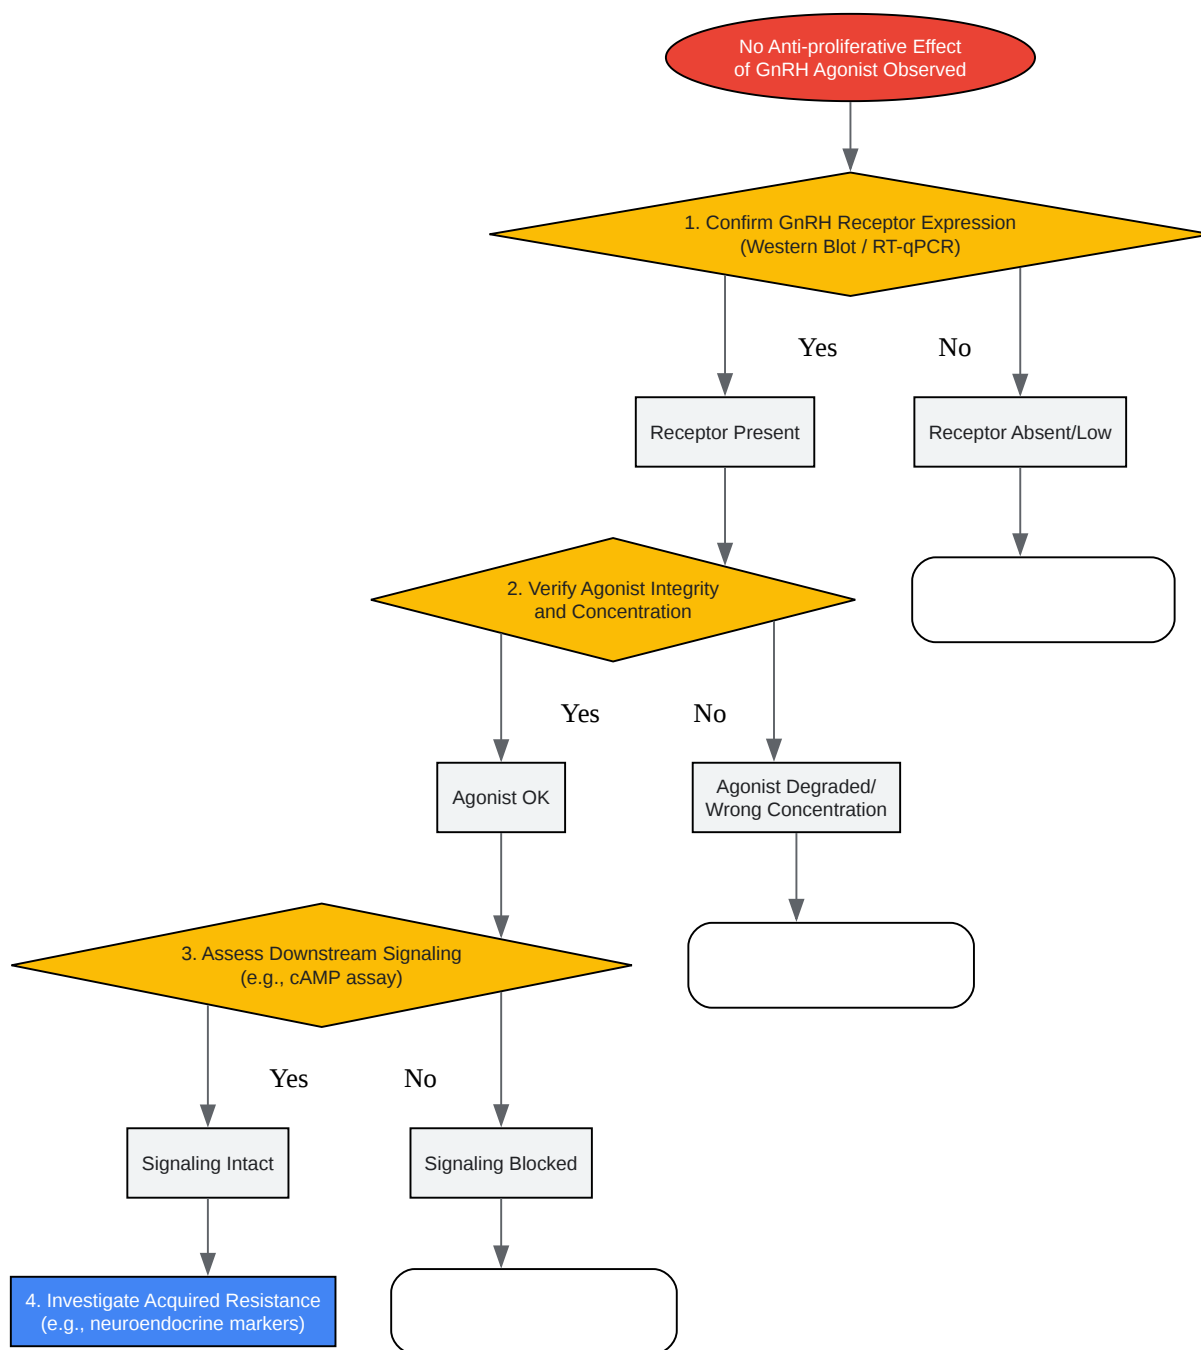 No Anti-proliferative Effect
of GnRH Agonist Observed
1. Confirm GnRH Receptor Expression
(Western Blot / RT-qPCR)
Yes
No
Receptor Present
Receptor Absent/Low
2. Verify Agonist Integrity
and Concentration
Yes
No
Agonist OK
Agonist Degraded/
Wrong Concentration
3. Assess Downstream Signaling
(e.g., cAMP assay)
Yes
No
Signaling Intact
Signaling Blocked
4. Investigate Acquired Resistance
(e.g., neuroendocrine markers)